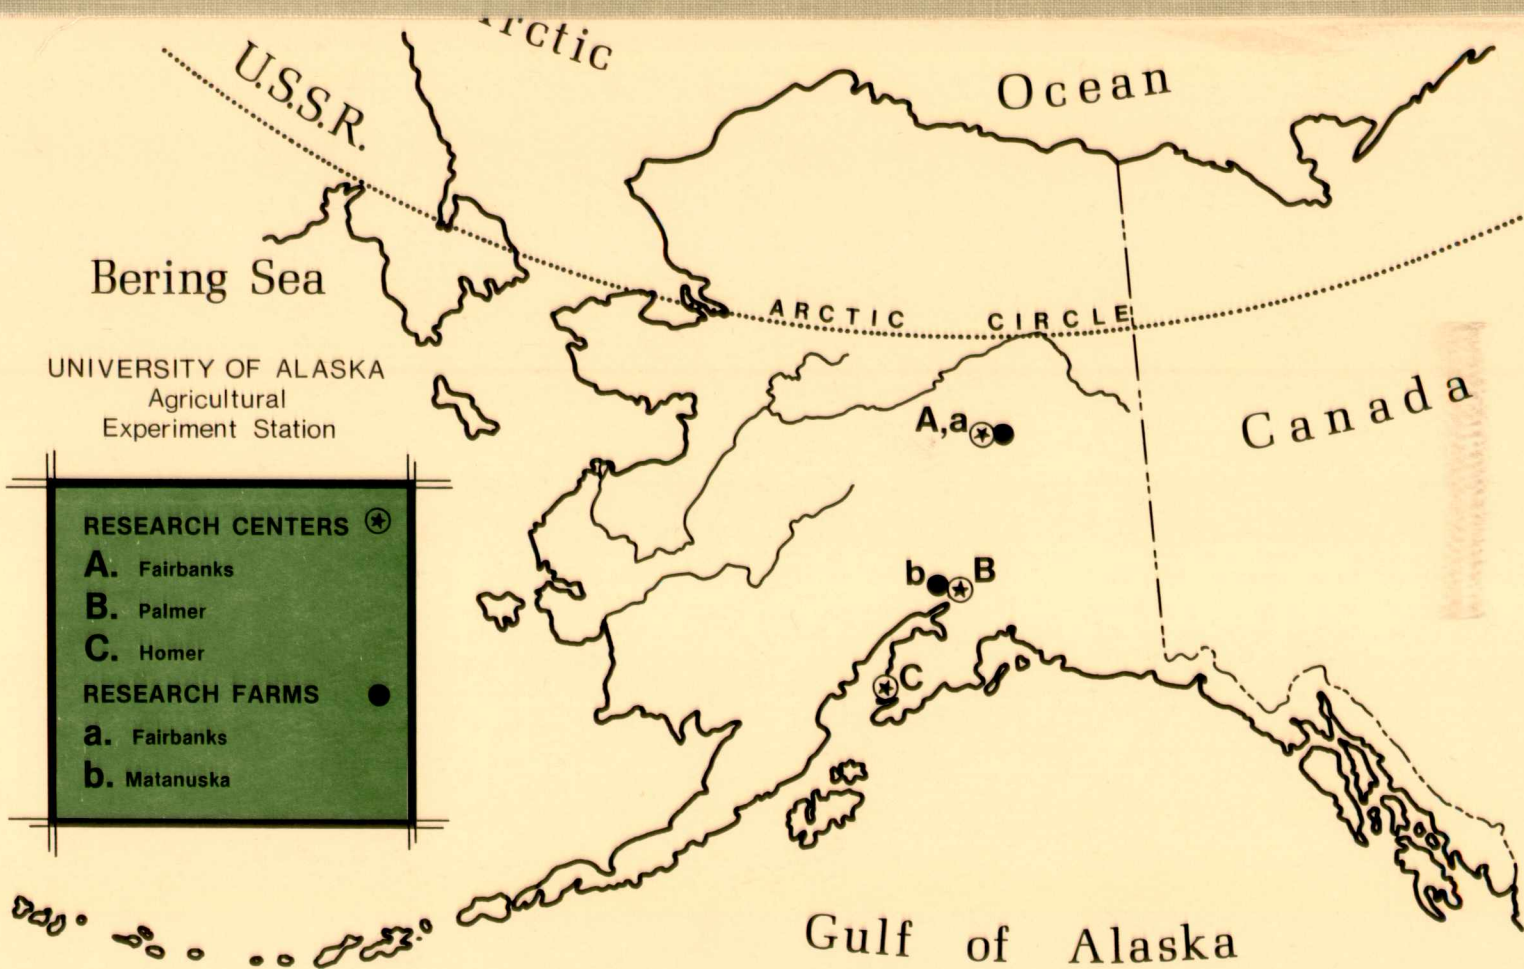 Arctic
Ocean
U.S.S.R.
Bering Sea
ARCTIC CIRCLE
UNIVERSITY OF ALASKA
Agricultural
Experiment Station
Canada
A,a
RESEARCH CENTERS
A. Fairbanks
B. Palmer
C. Homer
RESEARCH FARMS
a. Fairbanks
b. Matanuska
b B
C
Gulf of Alaska